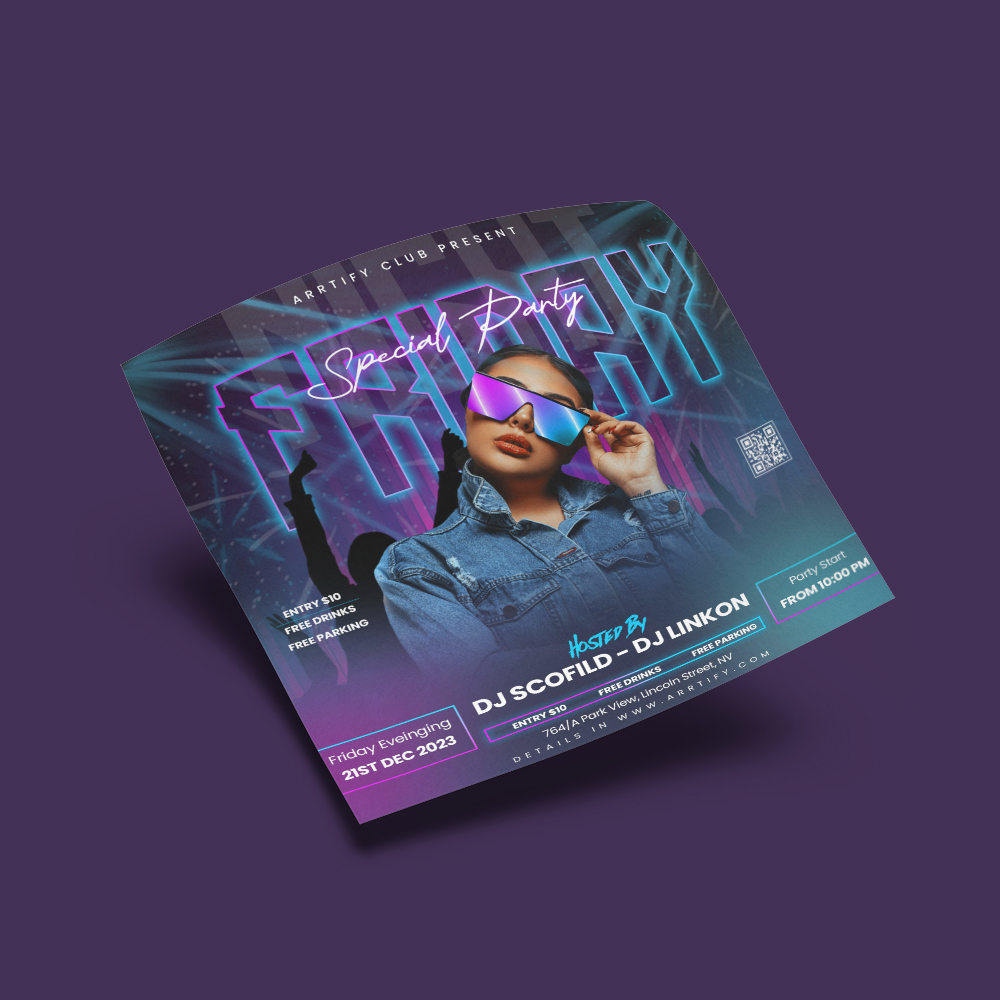 ARRTIFY CLUB PRESENT
NIGHT
FRIDAY
Special Party
ENTRY $10
FREE DRINKS
FREE PARKING
Party Start
FROM 10:00 PM
Hosted By
DJ SCOFILD - DJ LINKON
ENTRY $10 FREE DRINKS FREE PARKING
764/A Park View, Lincoln Street, NV
DETAILS IN WWW.ARRTIFY.COM
Friday Eveinging
21ST DEC 2023